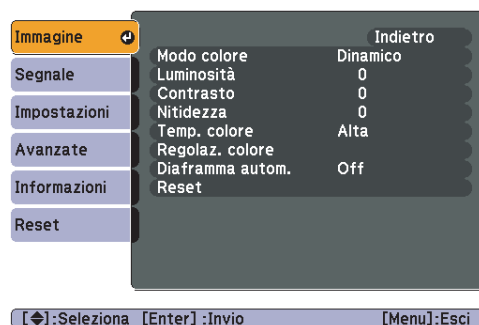 Immagine
Segnale
Impostazioni
Avanzate
Informazioni
Reset
Indietro
Modo colore Dinamico
Luminosità 0
Contrasto 0
Nitidezza 0
Temp. colore Alta
Regolaz. colore
Diaframma autom. Off
Reset
[◆]:Seleziona [Enter] :Invio [Menu]:Esci